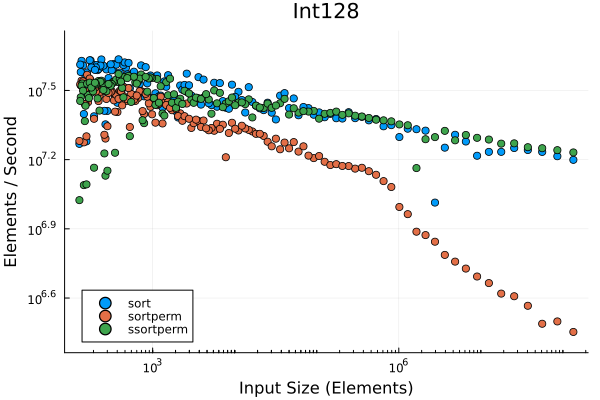 Int128
Elements / Second
10^7.5
10^7.2
10^6.9
10^6.6
sort
sortperm
ssortperm
10^3
10^6
Input Size (Elements)